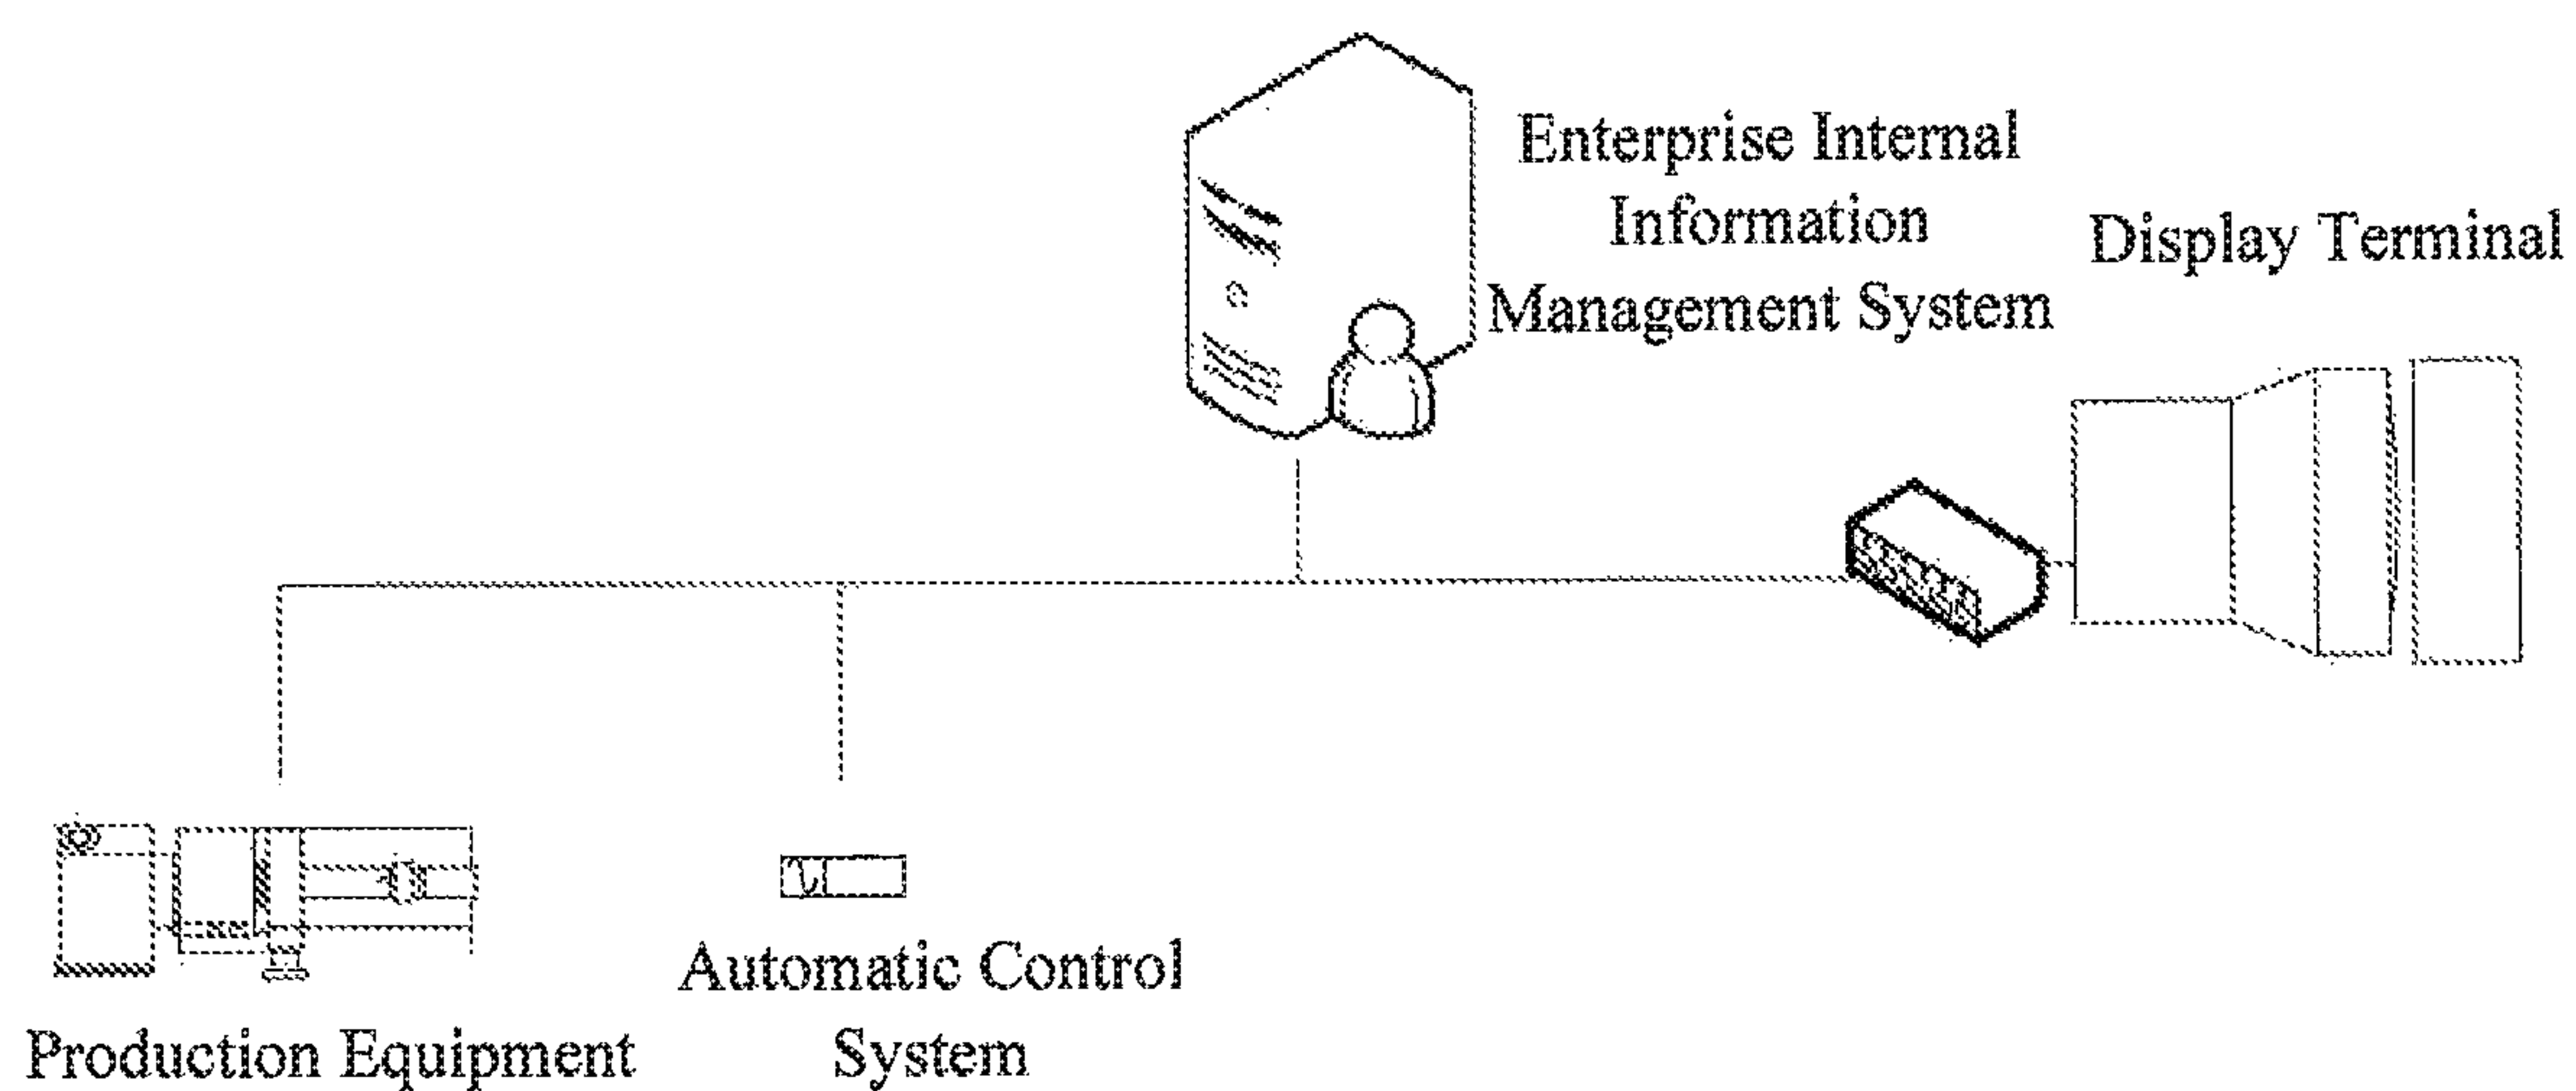 Enterprise Internal
Information
Management System
Display Terminal
Production Equipment
Automatic Control
System